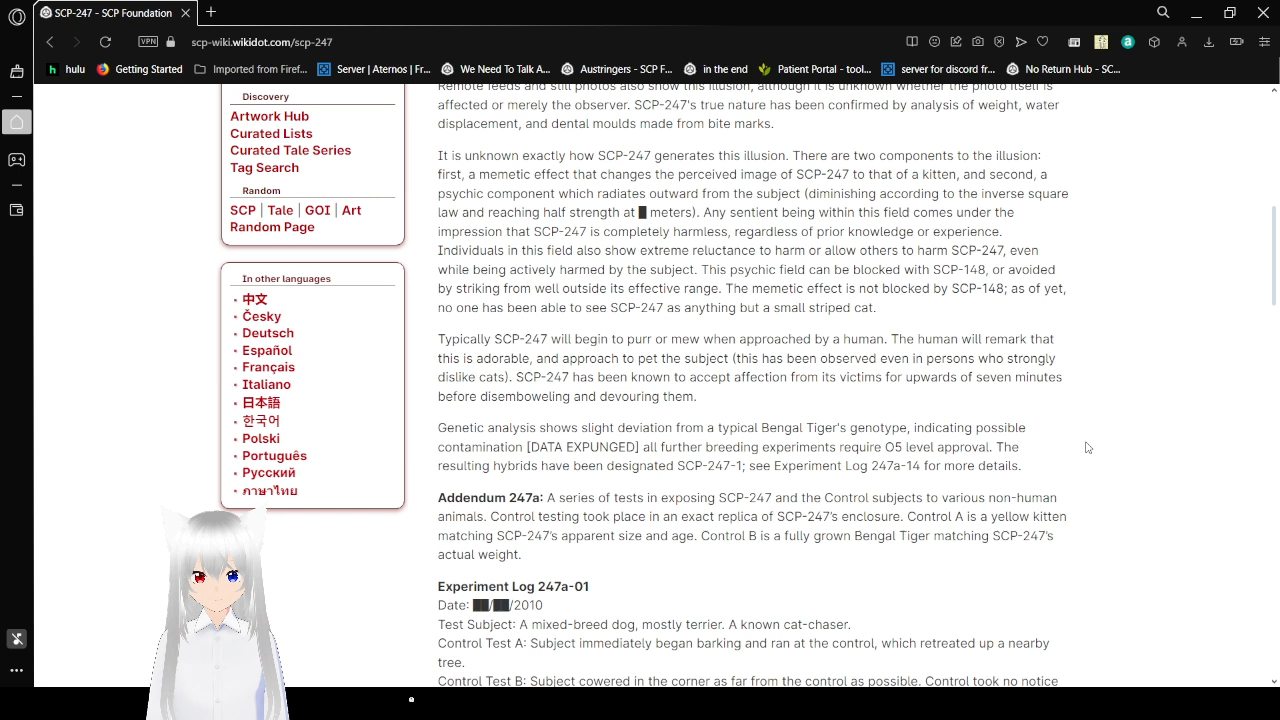 SCP-247 - SCP Foundation
VPN
scp-wiki.wikidot.com/scp-247
hulu
Getting Started
Imported from Firef...
Server | Aternos | Fr...
We Need To Talk A...
Austringers - SCP F...
in the end
Patient Portal - tool...
server for discord fr...
No Return Hub - SC...
Discovery
Artwork Hub
Curated Lists
Curated Tale Series
Tag Search
Random
SCP | Tale | GOI | Art
Random Page
In other languages
中文
Česky
Deutsch
Español
Français
Italiano
日本語
한국어
Polski
Português
Русский
ภาษาไทย
Remote feeds and still photos also show this illusion, although it is unknown whether the photo itself is
affected or merely the observer. SCP-247's true nature has been confirmed by analysis of weight, water
displacement, and dental moulds made from bite marks.
It is unknown exactly how SCP-247 generates this illusion. There are two components to the illusion:
first, a memetic effect that changes the perceived image of SCP-247 to that of a kitten, and second, a
psychic component which radiates outward from the subject (diminishing according to the inverse square
law and reaching half strength at █ meters). Any sentient being within this field comes under the
impression that SCP-247 is completely harmless, regardless of prior knowledge or experience.
Individuals in this field also show extreme reluctance to harm or allow others to harm SCP-247, even
while being actively harmed by the subject. This psychic field can be blocked with SCP-148, or avoided
by striking from well outside its effective range. The memetic effect is not blocked by SCP-148; as of yet,
no one has been able to see SCP-247 as anything but a small striped cat.
Typically SCP-247 will begin to purr or mew when approached by a human. The human will remark that
this is adorable, and approach to pet the subject (this has been observed even in persons who strongly
dislike cats). SCP-247 has been known to accept affection from its victims for upwards of seven minutes
before disemboweling and devouring them.
Genetic analysis shows slight deviation from a typical Bengal Tiger's genotype, indicating possible
contamination [DATA EXPUNGED] all further breeding experiments require O5 level approval. The
resulting hybrids have been designated SCP-247-1; see Experiment Log 247a-14 for more details.
Addendum 247a: A series of tests in exposing SCP-247 and the Control subjects to various non-human
animals. Control testing took place in an exact replica of SCP-247's enclosure. Control A is a yellow kitten
matching SCP-247's apparent size and age. Control B is a fully grown Bengal Tiger matching SCP-247's
actual weight.
Experiment Log 247a-01
Date: ██/██/2010
Test Subject: A mixed-breed dog, mostly terrier. A known cat-chaser.
Control Test A: Subject immediately began barking and ran at the control, which retreated up a nearby
tree.
Control Test B: Subject cowered in the corner as far from the control as possible. Control took no notice